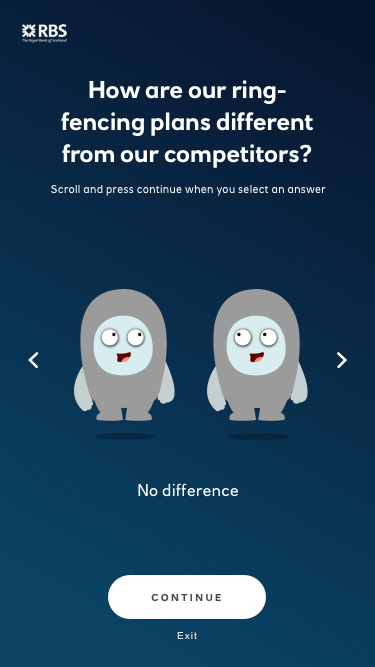 RBS
The Royal Bank of Scotland
How are our ring-
fencing plans different
from our competitors?
Scroll and press continue when you select an answer
No difference
CONTINUE
Exit